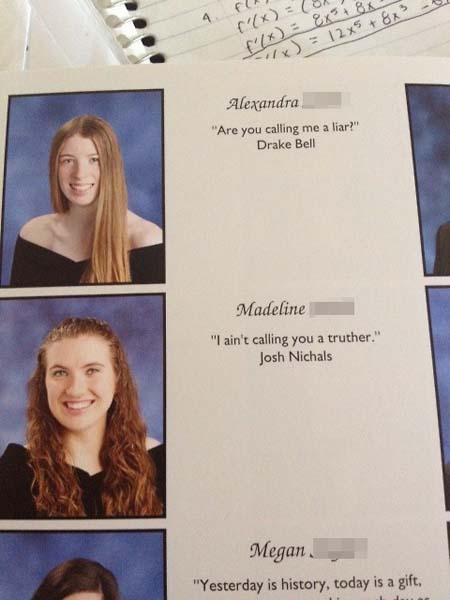 4.
f'(x) =
f'(x) = 8x⁵ + 8x
= 12x⁵ + 8x³
Alexandra
"Are you calling me a liar?"
Drake Bell
Madeline
"I ain't calling you a truther."
Josh Nichals
Megan
"Yesterday is history, today is a gift,